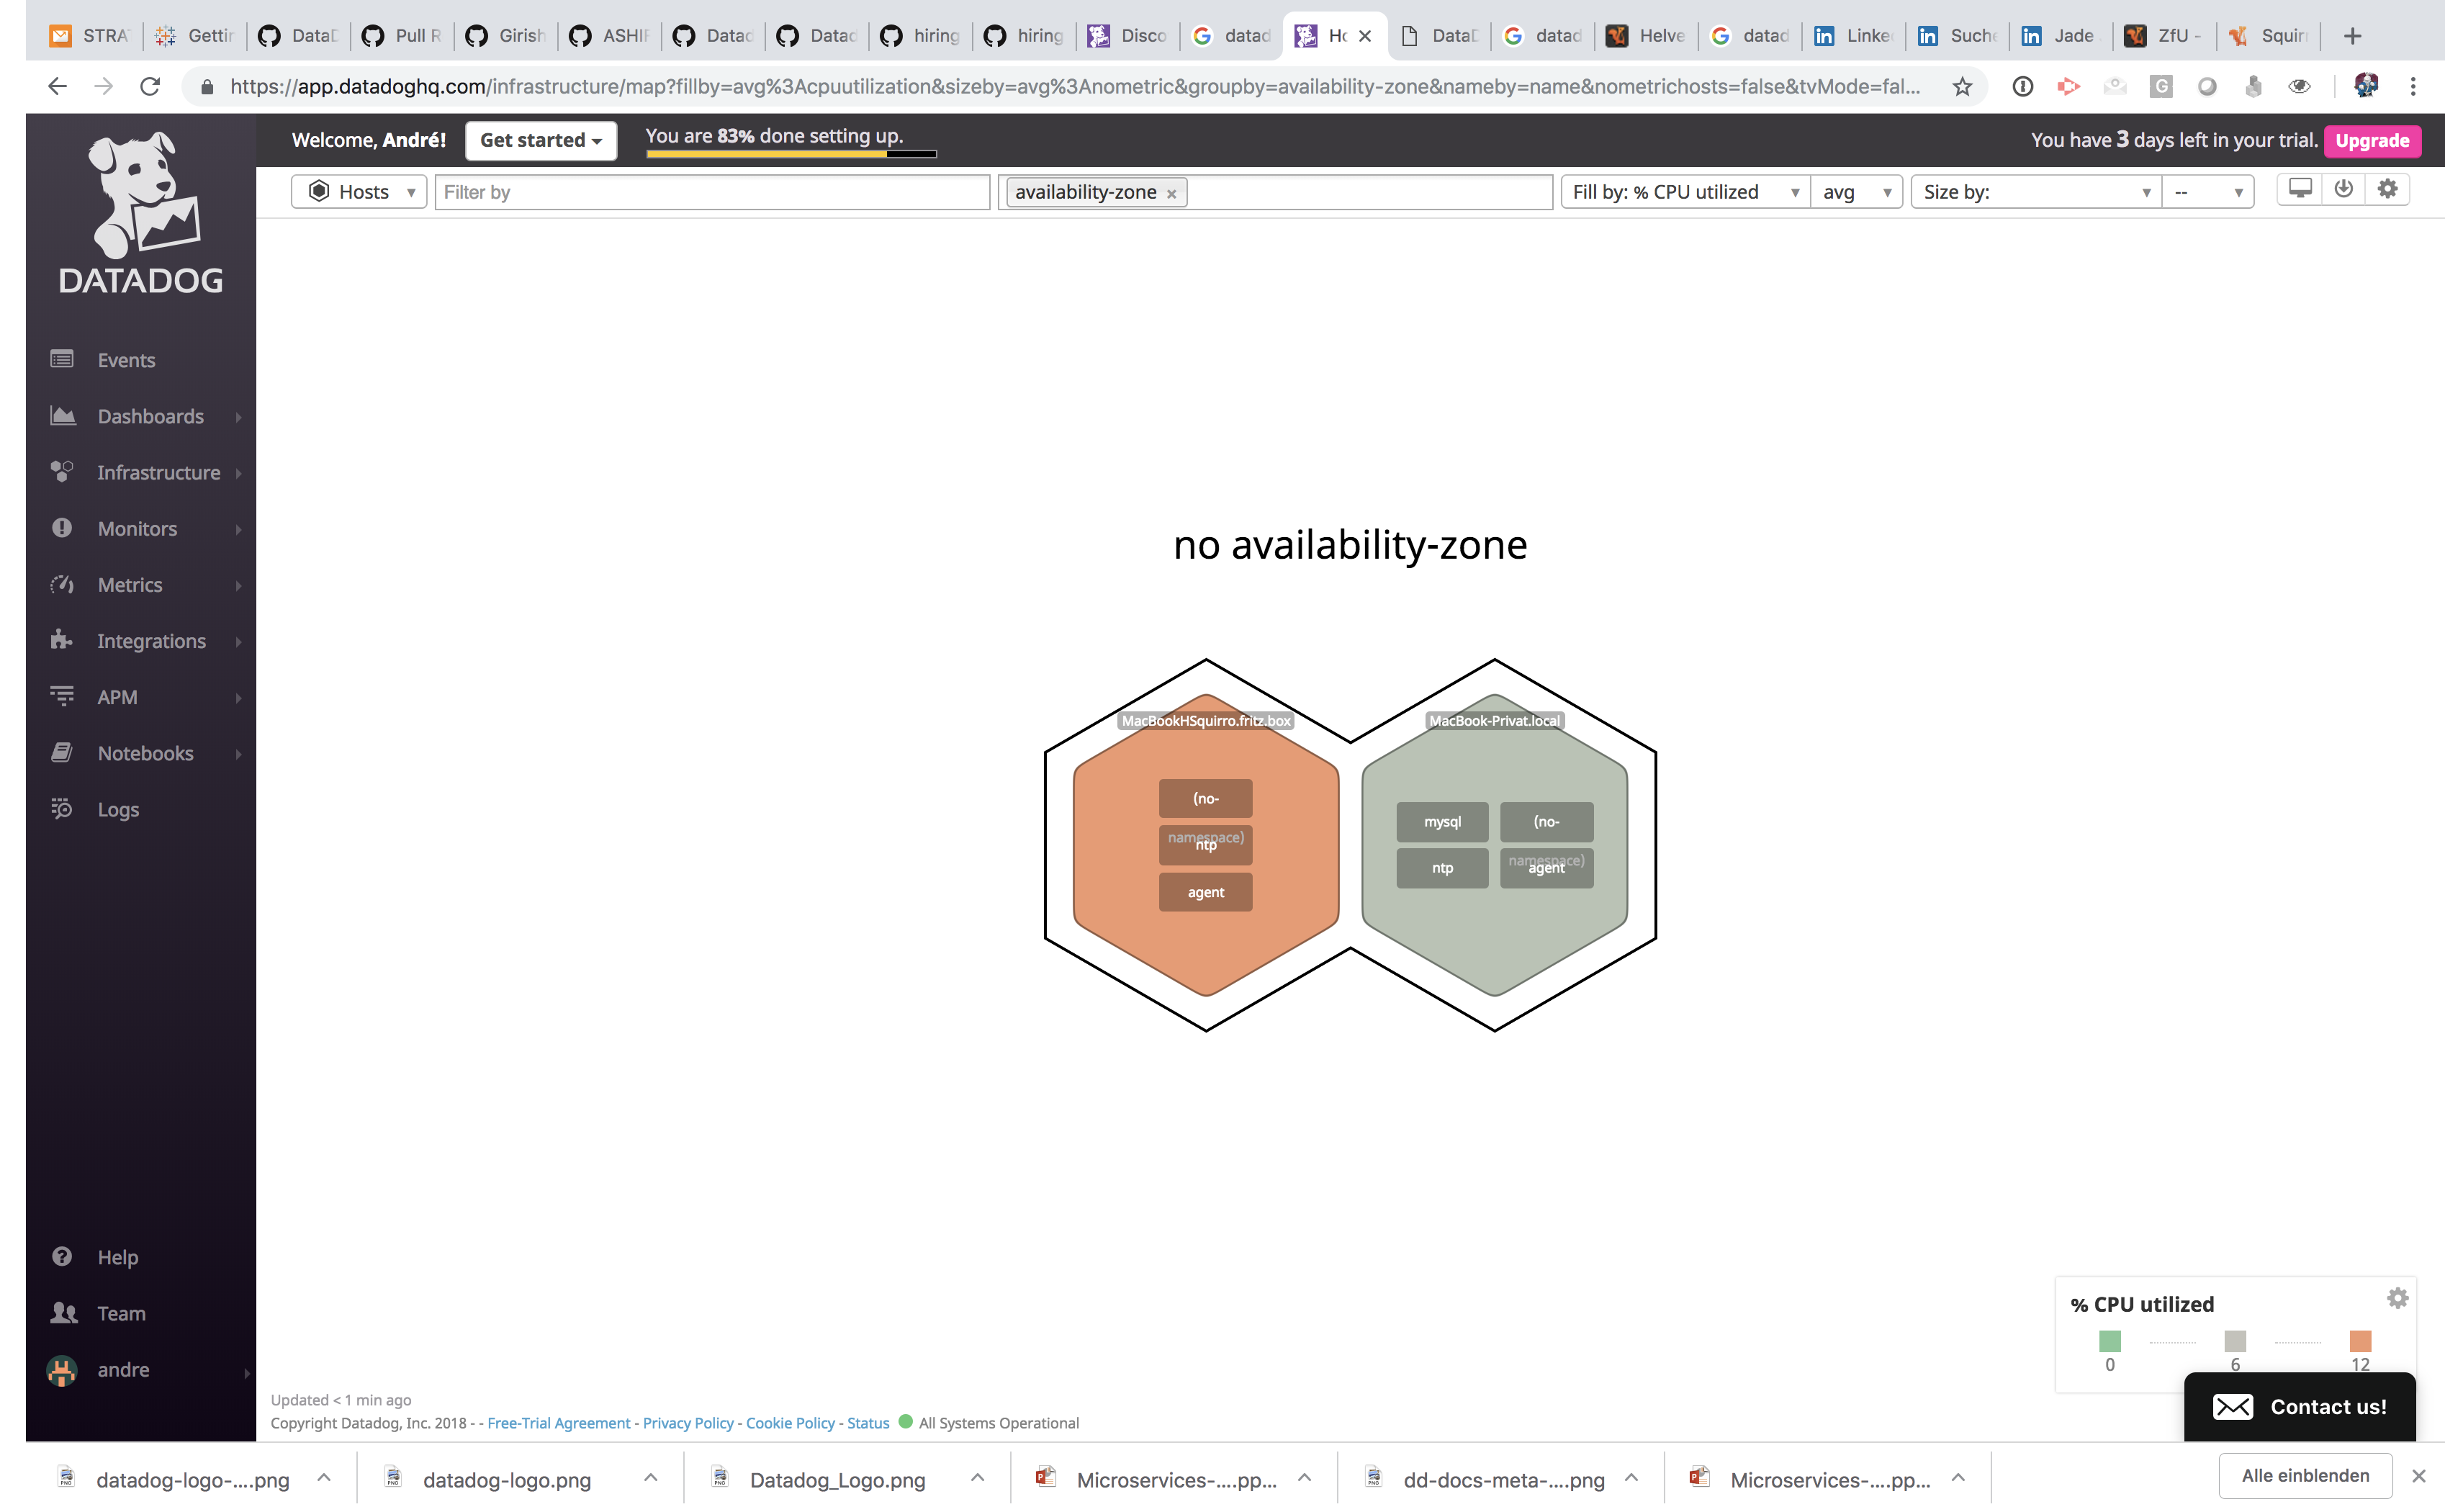 STRA
Gettin
DataD
Pull R
Girish
ASHIF
Datad
Datad
hiring
hiring
Disco
datad
Ho
DataD
datad
Helve
datad
Linke
Suche
Jade
ZfU -
Squirr
https://app.datadoghq.com/infrastructure/map?fillby=avg%3Acpuutilization&sizeby=avg%3Anometric&groupby=availability-zone&nameby=name&nometrichosts=false&tvMode=fal...
DATADOG
Welcome, André!
Get started
You are 83% done setting up.
You have 3 days left in your trial.
Upgrade
Hosts
Filter by
availability-zone ×
Fill by: % CPU utilized
avg
Size by:
--
Events
Dashboards
Infrastructure
Monitors
Metrics
Integrations
APM
Notebooks
Logs
Help
Team
andre
no availability-zone
MacBookHSquirro.fritz.box
(no-
namespace)
ntp
agent
MacBook-Privat.local
mysql
(no-
namespace)
ntp
agent
% CPU utilized
0
6
12
Contact us!
Updated < 1 min ago
Copyright Datadog, Inc. 2018 - - Free-Trial Agreement - Privacy Policy - Cookie Policy - Status All Systems Operational
datadog-logo-....png
datadog-logo.png
Datadog_Logo.png
Microservices-....pp...
dd-docs-meta-....png
Microservices-....pp...
Alle einblenden